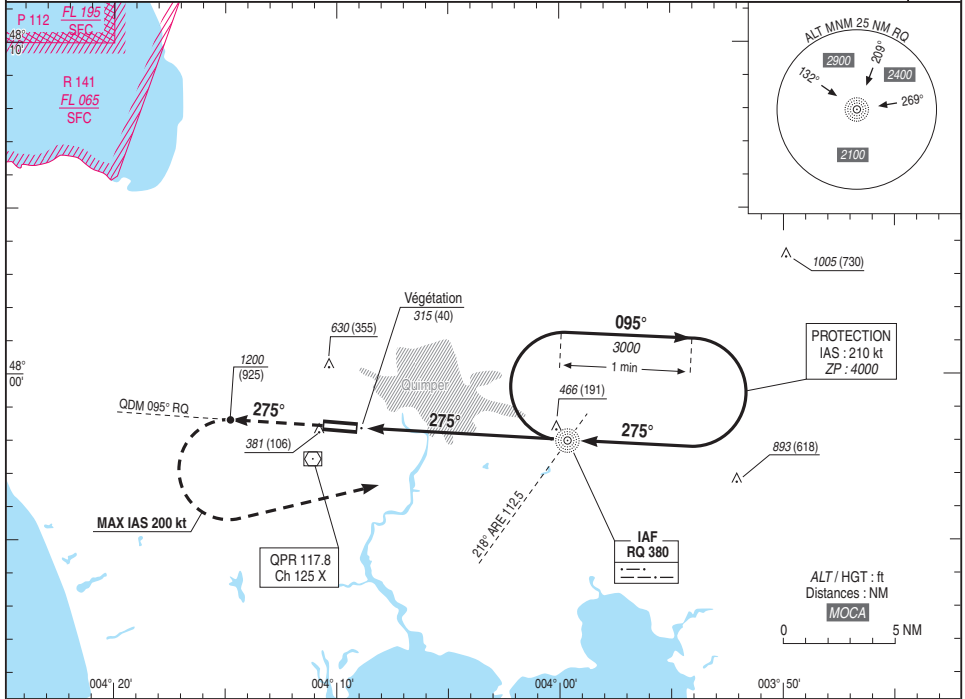 P 112
FL 195
SFC
48°
10'
R 141
FL 065
SFC
ALT MNM 25 NM RQ
2900
209°
2400
132°
269°
2100
1005 (730)
Végétation
315 (40)
630 (355)
095°
3000
1 min
PROTECTION
IAS : 210 kt
ZP : 4000
1200
(925)
48°
00'
Quimper
466 (191)
QDM 095° RQ
275°
275°
275°
381 (106)
893 (618)
218° ARE 112.5
MAX IAS 200 kt
IAF
RQ 380
QPR 117.8
Ch 125 X
ALT / HGT : ft
Distances : NM
MOCA
0 5 NM
004° 20'
004° 10'
004° 00'
003° 50'